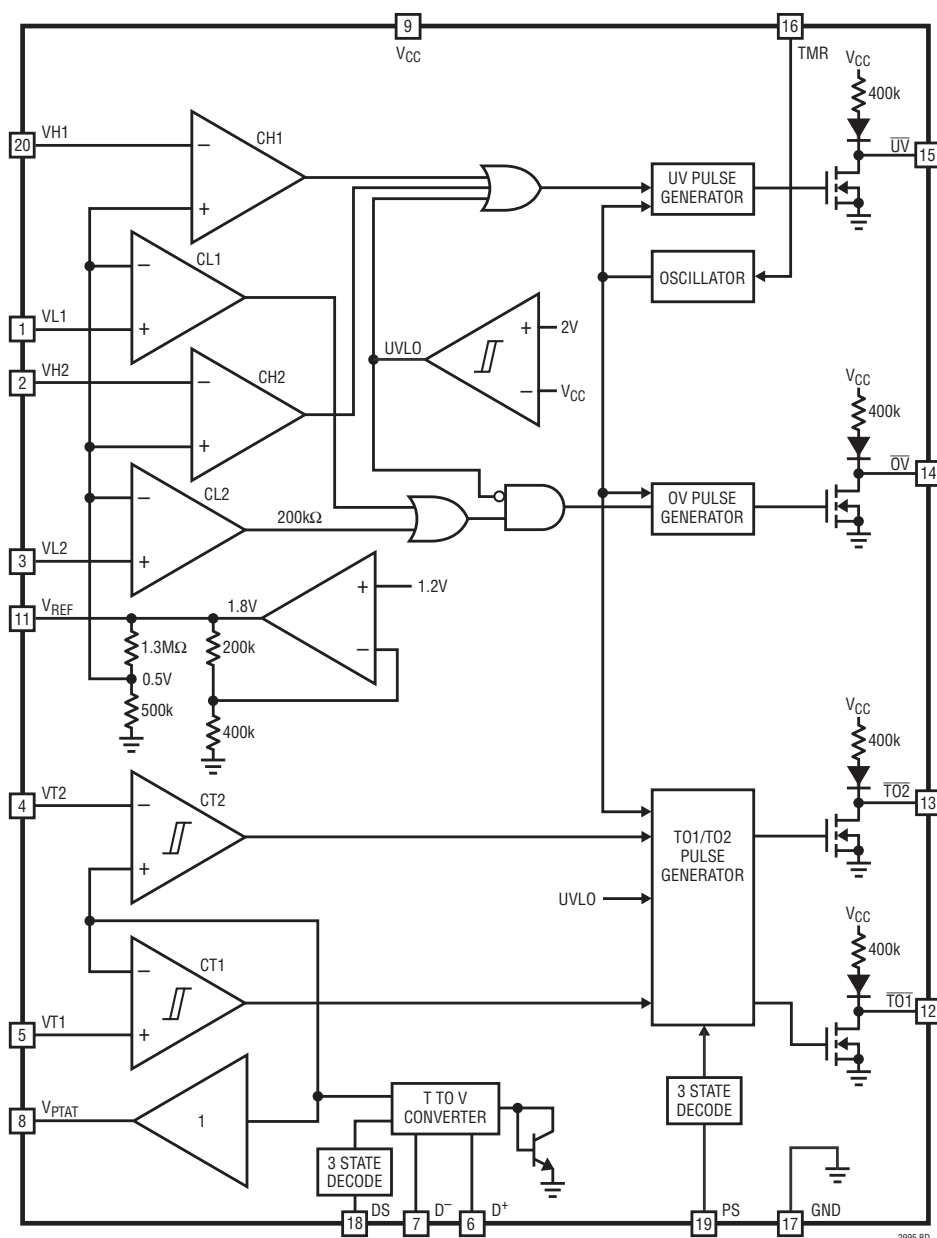 9
VCC
16
TMR
VCC
400k
20
VH1
−
CH1
+
UV PULSE
GENERATOR
UV
15
−
CL1
+
OSCILLATOR
1
VL1
2
VH2
−
CH2
+
UVLO
+
2V
−
VCC
VCC
400k
OV
14
−
CL2
+
200kΩ
OV PULSE
GENERATOR
3
VL2
11
VREF
1.8V
+
1.2V
−
1.3MΩ
200k
0.5V
500k
400k
VCC
400k
4
VT2
−
CT2
+
TO1/TO2
PULSE
GENERATOR
TO2
13
UVLO
VCC
400k
−
CT1
+
5
VT1
TO1
12
8
VPTAT
1
T TO V
CONVERTER
3 STATE
DECODE
3 STATE
DECODE
18
DS
7
D−
6
D+
19
PS
17
GND
2995 BD